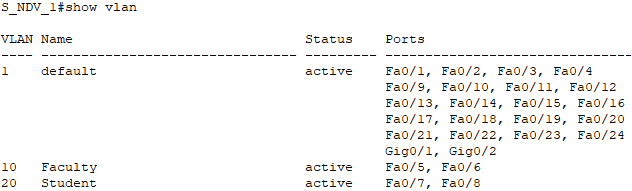 S_NDV_1#show vlan
VLAN Name                             Status    Ports
---- -------------------------------- --------- -------------------------------
1    default                          active    Fa0/1, Fa0/2, Fa0/3, Fa0/4
                                                Fa0/9, Fa0/10, Fa0/11, Fa0/12
                                                Fa0/13, Fa0/14, Fa0/15, Fa0/16
                                                Fa0/17, Fa0/18, Fa0/19, Fa0/20
                                                Fa0/21, Fa0/22, Fa0/23, Fa0/24
                                                Gig0/1, Gig0/2
10   Faculty                          active    Fa0/5, Fa0/6
20   Student                          active    Fa0/7, Fa0/8